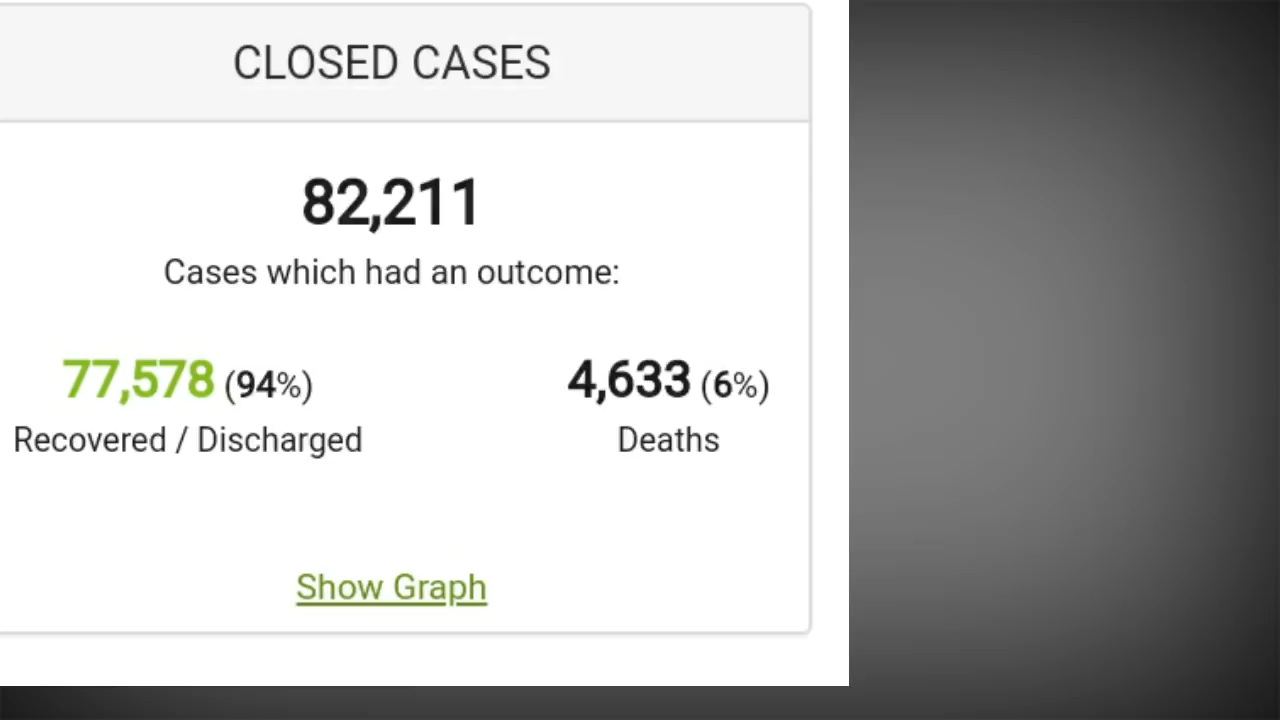 CLOSED CASES
82,211
Cases which had an outcome:
77,578 (94%) 4,633 (6%)
Recovered / Discharged Deaths
Show Graph